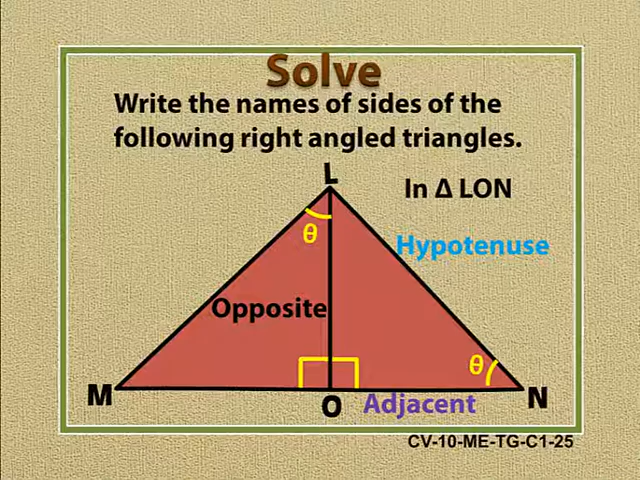 Solve
Write the names of sides of the
following right angled triangles.
L
In Δ LON
θ
Hypotenuse
Opposite
θ
M
O
Adjacent
N
CV-10-ME-TG-C1-25